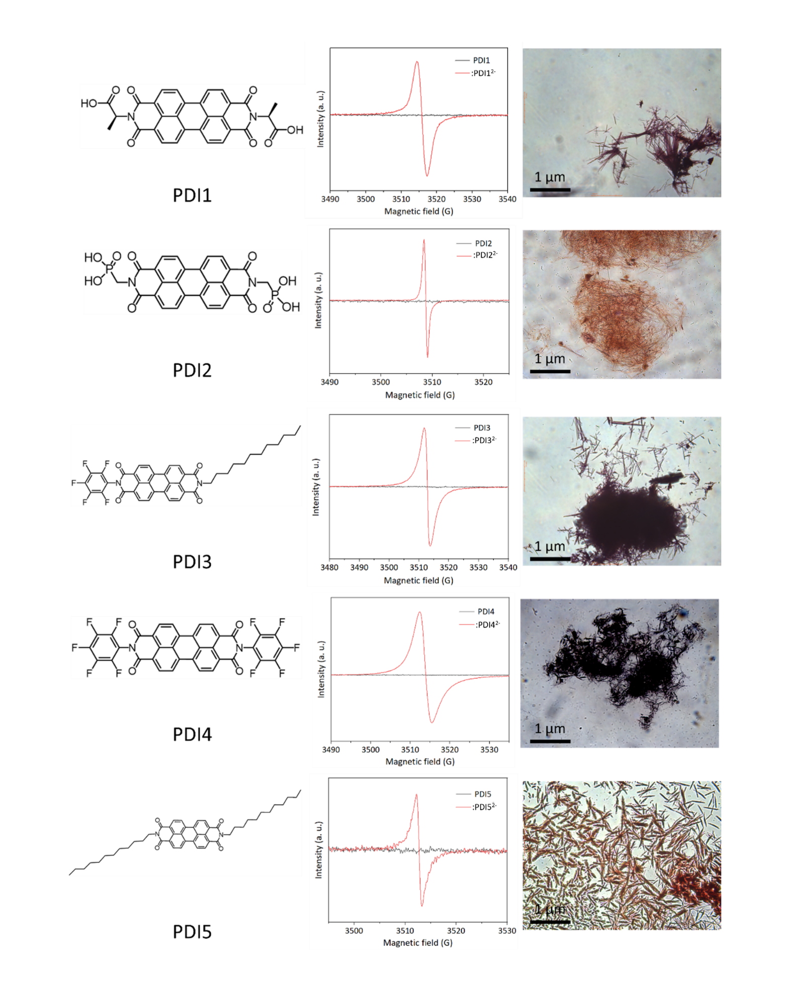 HO
O
O
O
N
N
O
O
O
OH
PDI1
Intensity (a. u.)
PDI1
:PDI1²⁻
3490 3500 3510 3520 3530 3540
Magnetic field (G)
1 μm
HO
O
O
O
P
HO
N
N
OH
P
O
O
O
OH
PDI2
Intensity (a. u.)
PDI2
:PDI2²⁻
3490 3500 3510 3520
Magnetic field (G)
1 μm
F
F
O
O
F
N
N
F
F
O
O
PDI3
Intensity (a. u.)
PDI3
:PDI3²⁻
3480 3490 3500 3510 3520 3530 3540
Magnetic field (G)
1 μm
F
F
O
O
F
F
F
N
N
F
F
F
O
O
F
F
PDI4
Intensity (a. u.)
PDI4
:PDI4²⁻
3490 3500 3510 3520 3530
Magnetic field (G)
1 μm
O
O
N
N
O
O
PDI5
Intensity (a. u.)
PDI5
:PDI5²⁻
3500 3510 3520 3530
Magnetic field (G)
1 μm